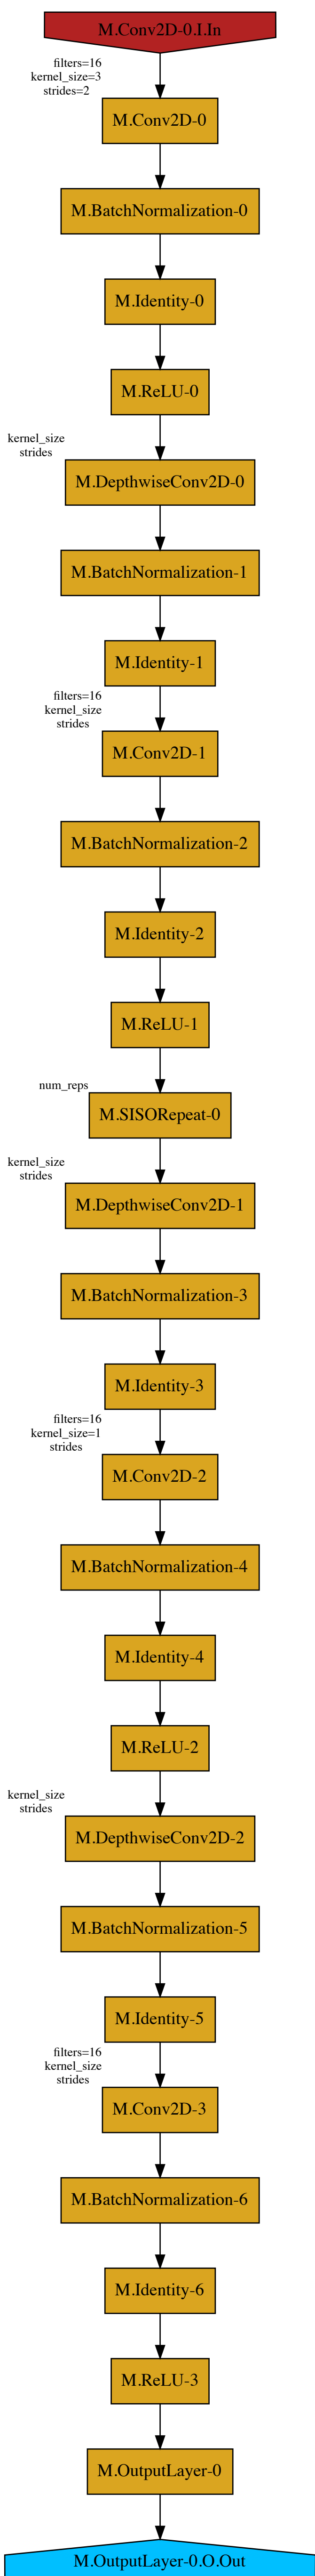 M.Conv2D-0.I.In
filters=16
kernel_size=3
strides=2
M.Conv2D-0
M.BatchNormalization-0
M.Identity-0
M.ReLU-0
kernel_size
strides
M.DepthwiseConv2D-0
M.BatchNormalization-1
M.Identity-1
filters=16
kernel_size
strides
M.Conv2D-1
M.BatchNormalization-2
M.Identity-2
M.ReLU-1
num_reps
M.SISORepeat-0
kernel_size
strides
M.DepthwiseConv2D-1
M.BatchNormalization-3
M.Identity-3
filters=16
kernel_size=1
strides
M.Conv2D-2
M.BatchNormalization-4
M.Identity-4
M.ReLU-2
kernel_size
strides
M.DepthwiseConv2D-2
M.BatchNormalization-5
M.Identity-5
filters=16
kernel_size
strides
M.Conv2D-3
M.BatchNormalization-6
M.Identity-6
M.ReLU-3
M.OutputLayer-0
M.OutputLayer-0.O.Out